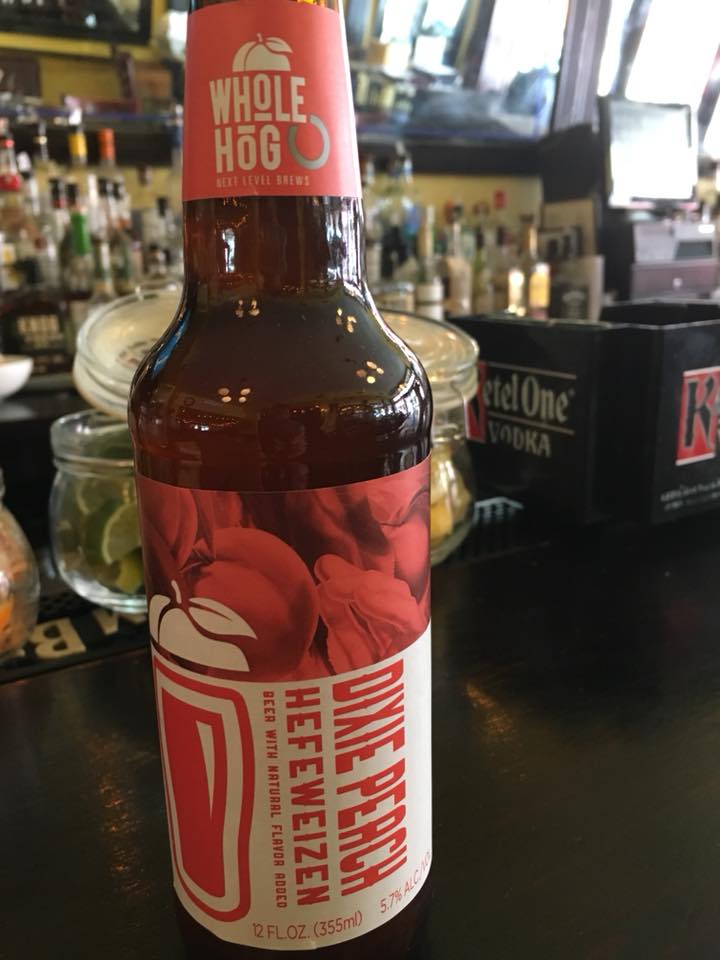 WHOLE
HOG
NEXT LEVEL BREWS
DIXIE PEACH
HEFEWEIZEN
BEER WITH NATURAL FLAVOR ADDED
12 FL.OZ. (355ml)
5.7% ALC./VO
etel One
VODKA
K